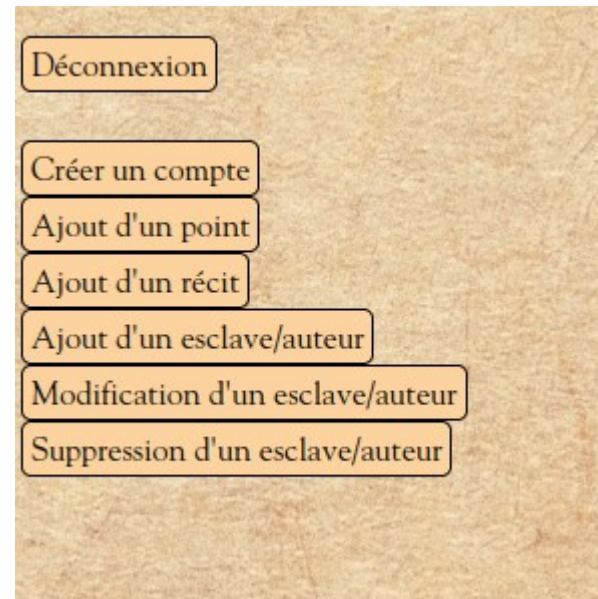 Déconnexion
Créer un compte
Ajout d'un point
Ajout d'un récit
Ajout d'un esclave/auteur
Modification d'un esclave/auteur
Suppression d'un esclave/auteur